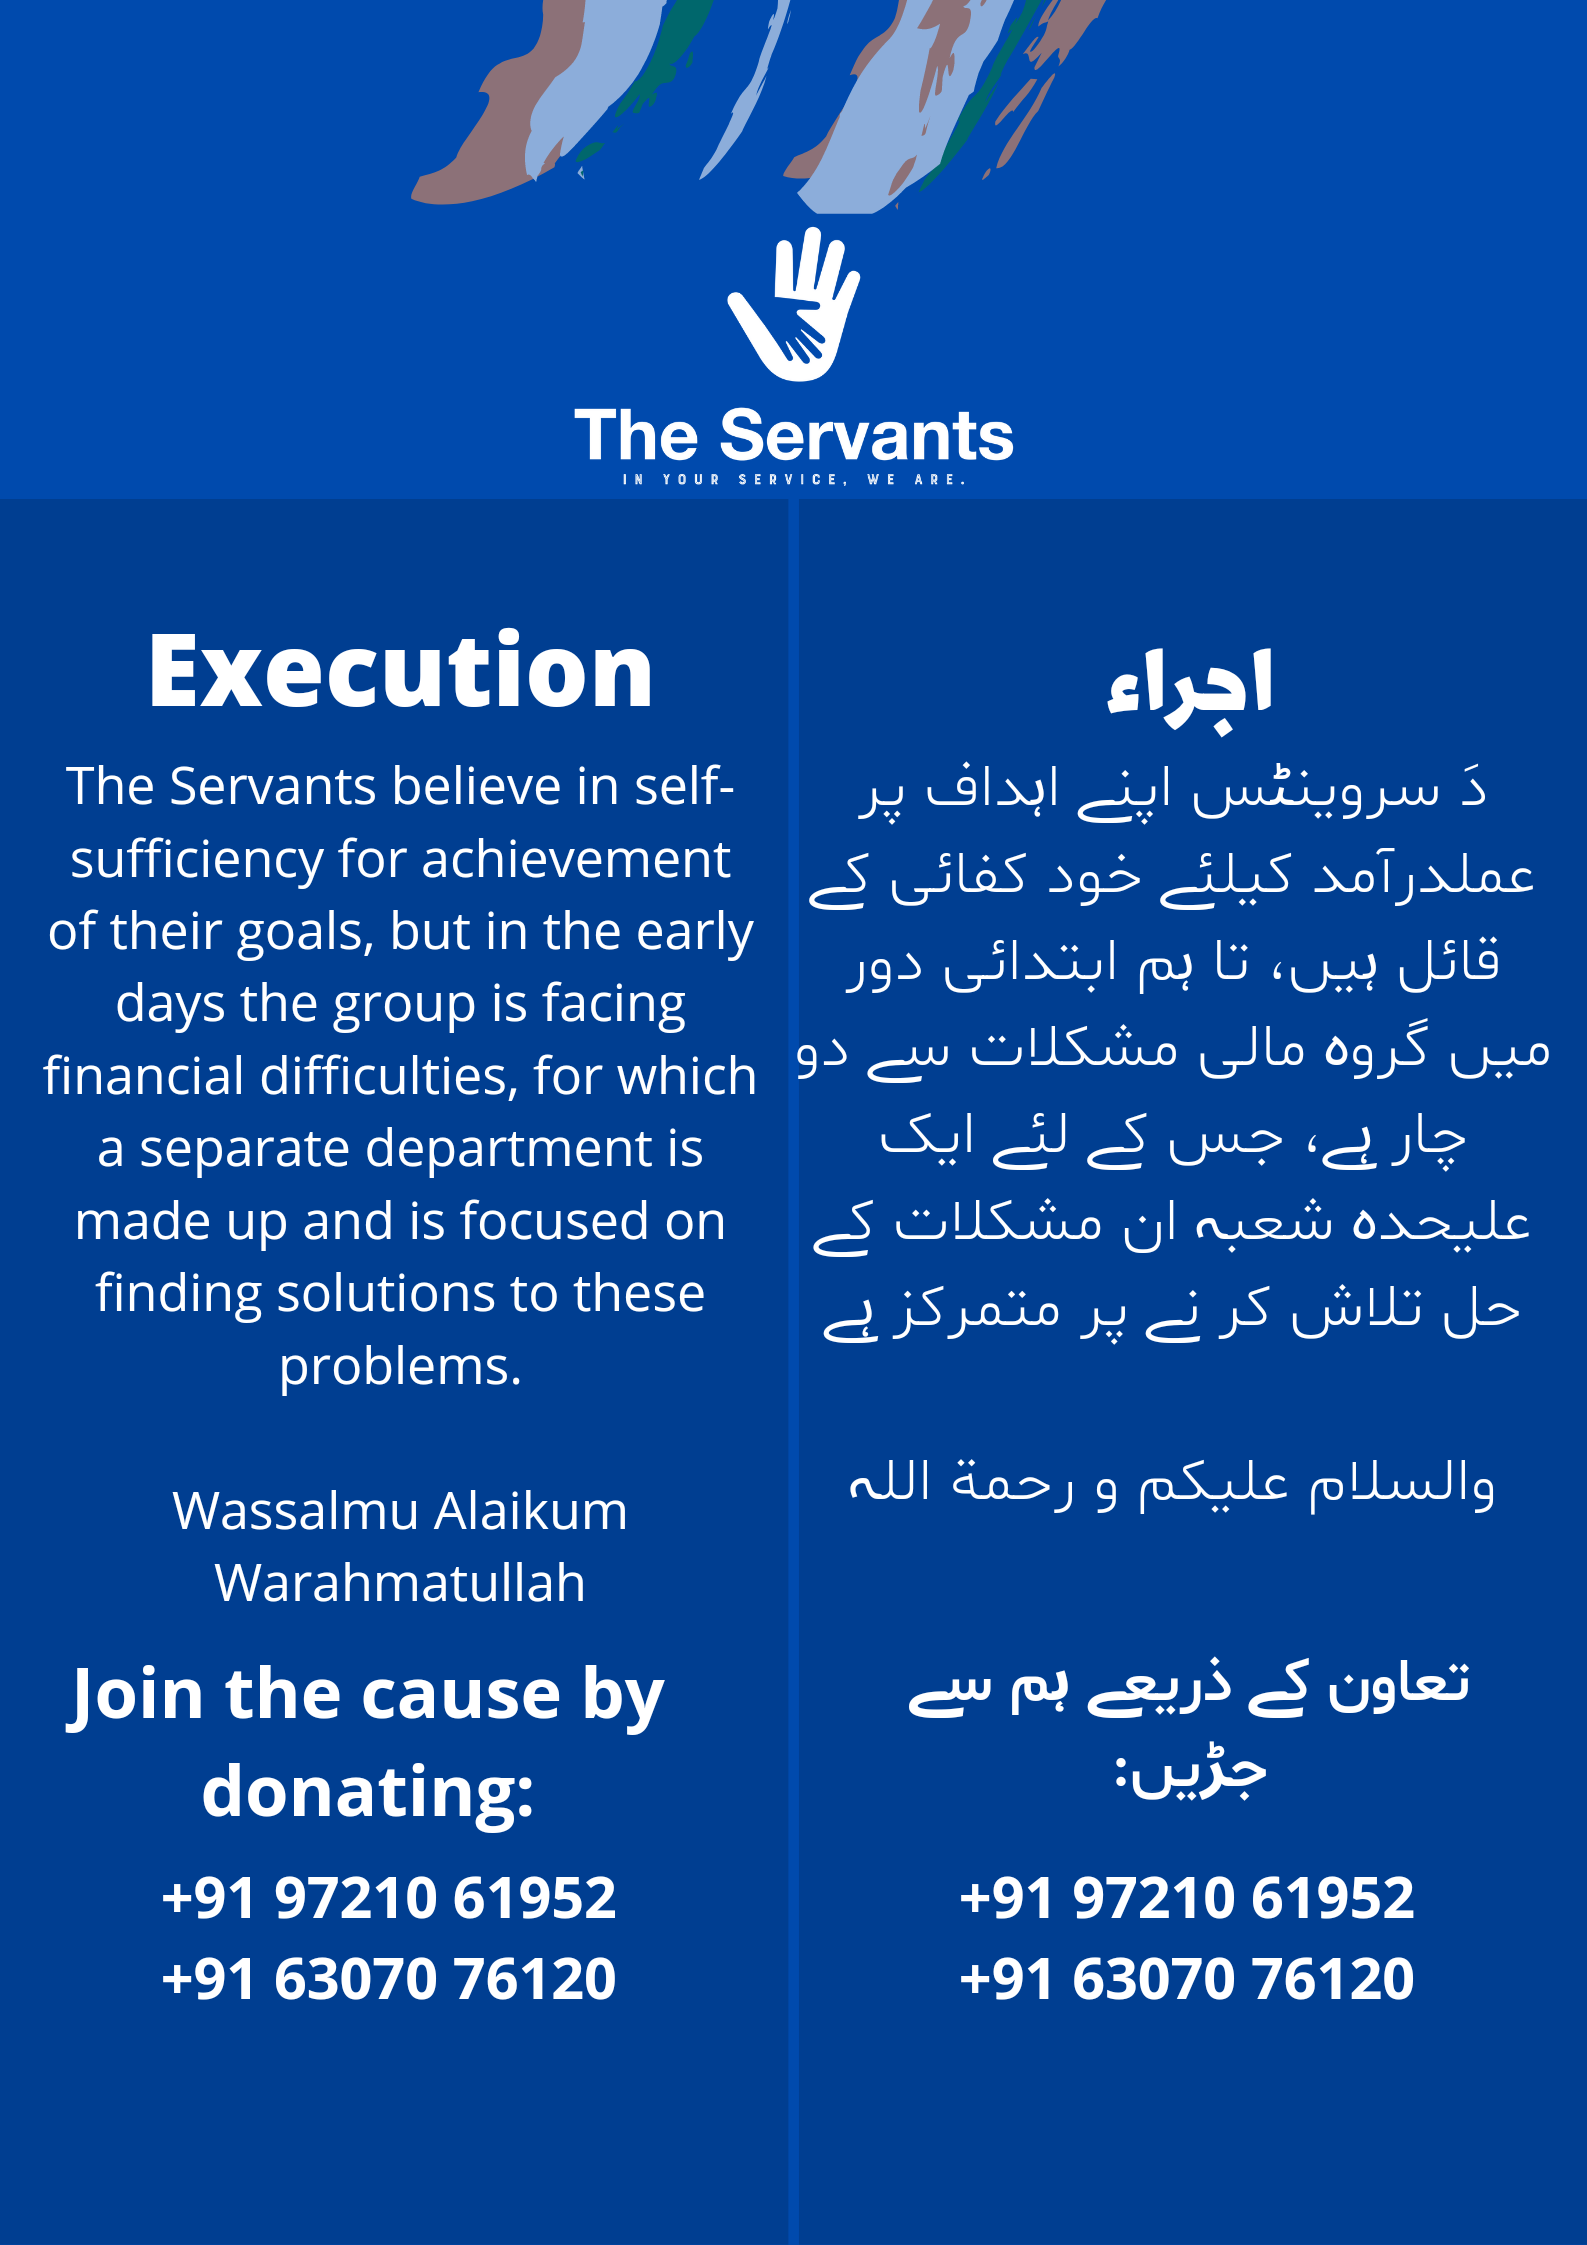 The Servants
IN YOUR SERVICE, WE ARE.
Execution
The Servants believe in self-
sufficiency for achievement
of their goals, but in the early
days the group is facing
financial difficulties, for which
a separate department is
made up and is focused on
finding solutions to these
problems.
Wassalmu Alaikum
Warahmatullah
Join the cause by
donating:
+91 97210 61952
+91 63070 76120
اجراء
دَ سروینٹس اپنے اہداف پر
عملدرآمد کیلئے خود کفائی کے
قائل ہیں، تا ہم ابتدائی دور
میں گروہ مالی مشکلات سے دو
چار ہے، جس کے لئے ایک
علیحدہ شعبہ ان مشکلات کے
حل تلاش کر نے پر متمرکز ہے
والسلام علیکم و رحمة اللہ
تعاون کے ذریعے ہم سے
جڑیں:
+91 97210 61952
+91 63070 76120